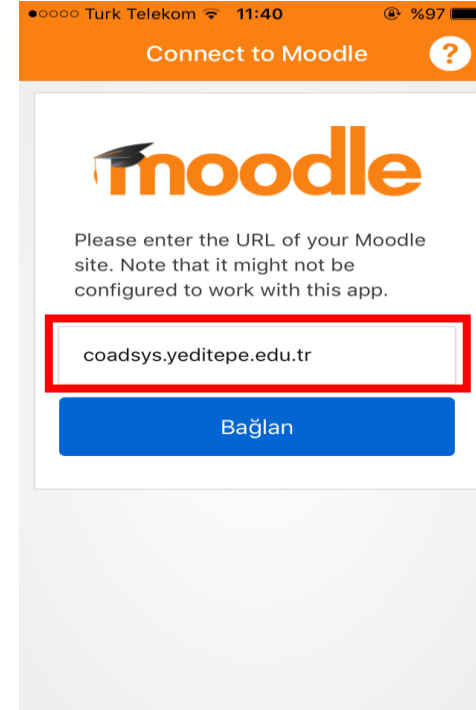 Turk Telekom 11:40 %97
Connect to Moodle ?
moodle
Please enter the URL of your Moodle
site. Note that it might not be
configured to work with this app.
coadsys.yeditepe.edu.tr
Bağlan